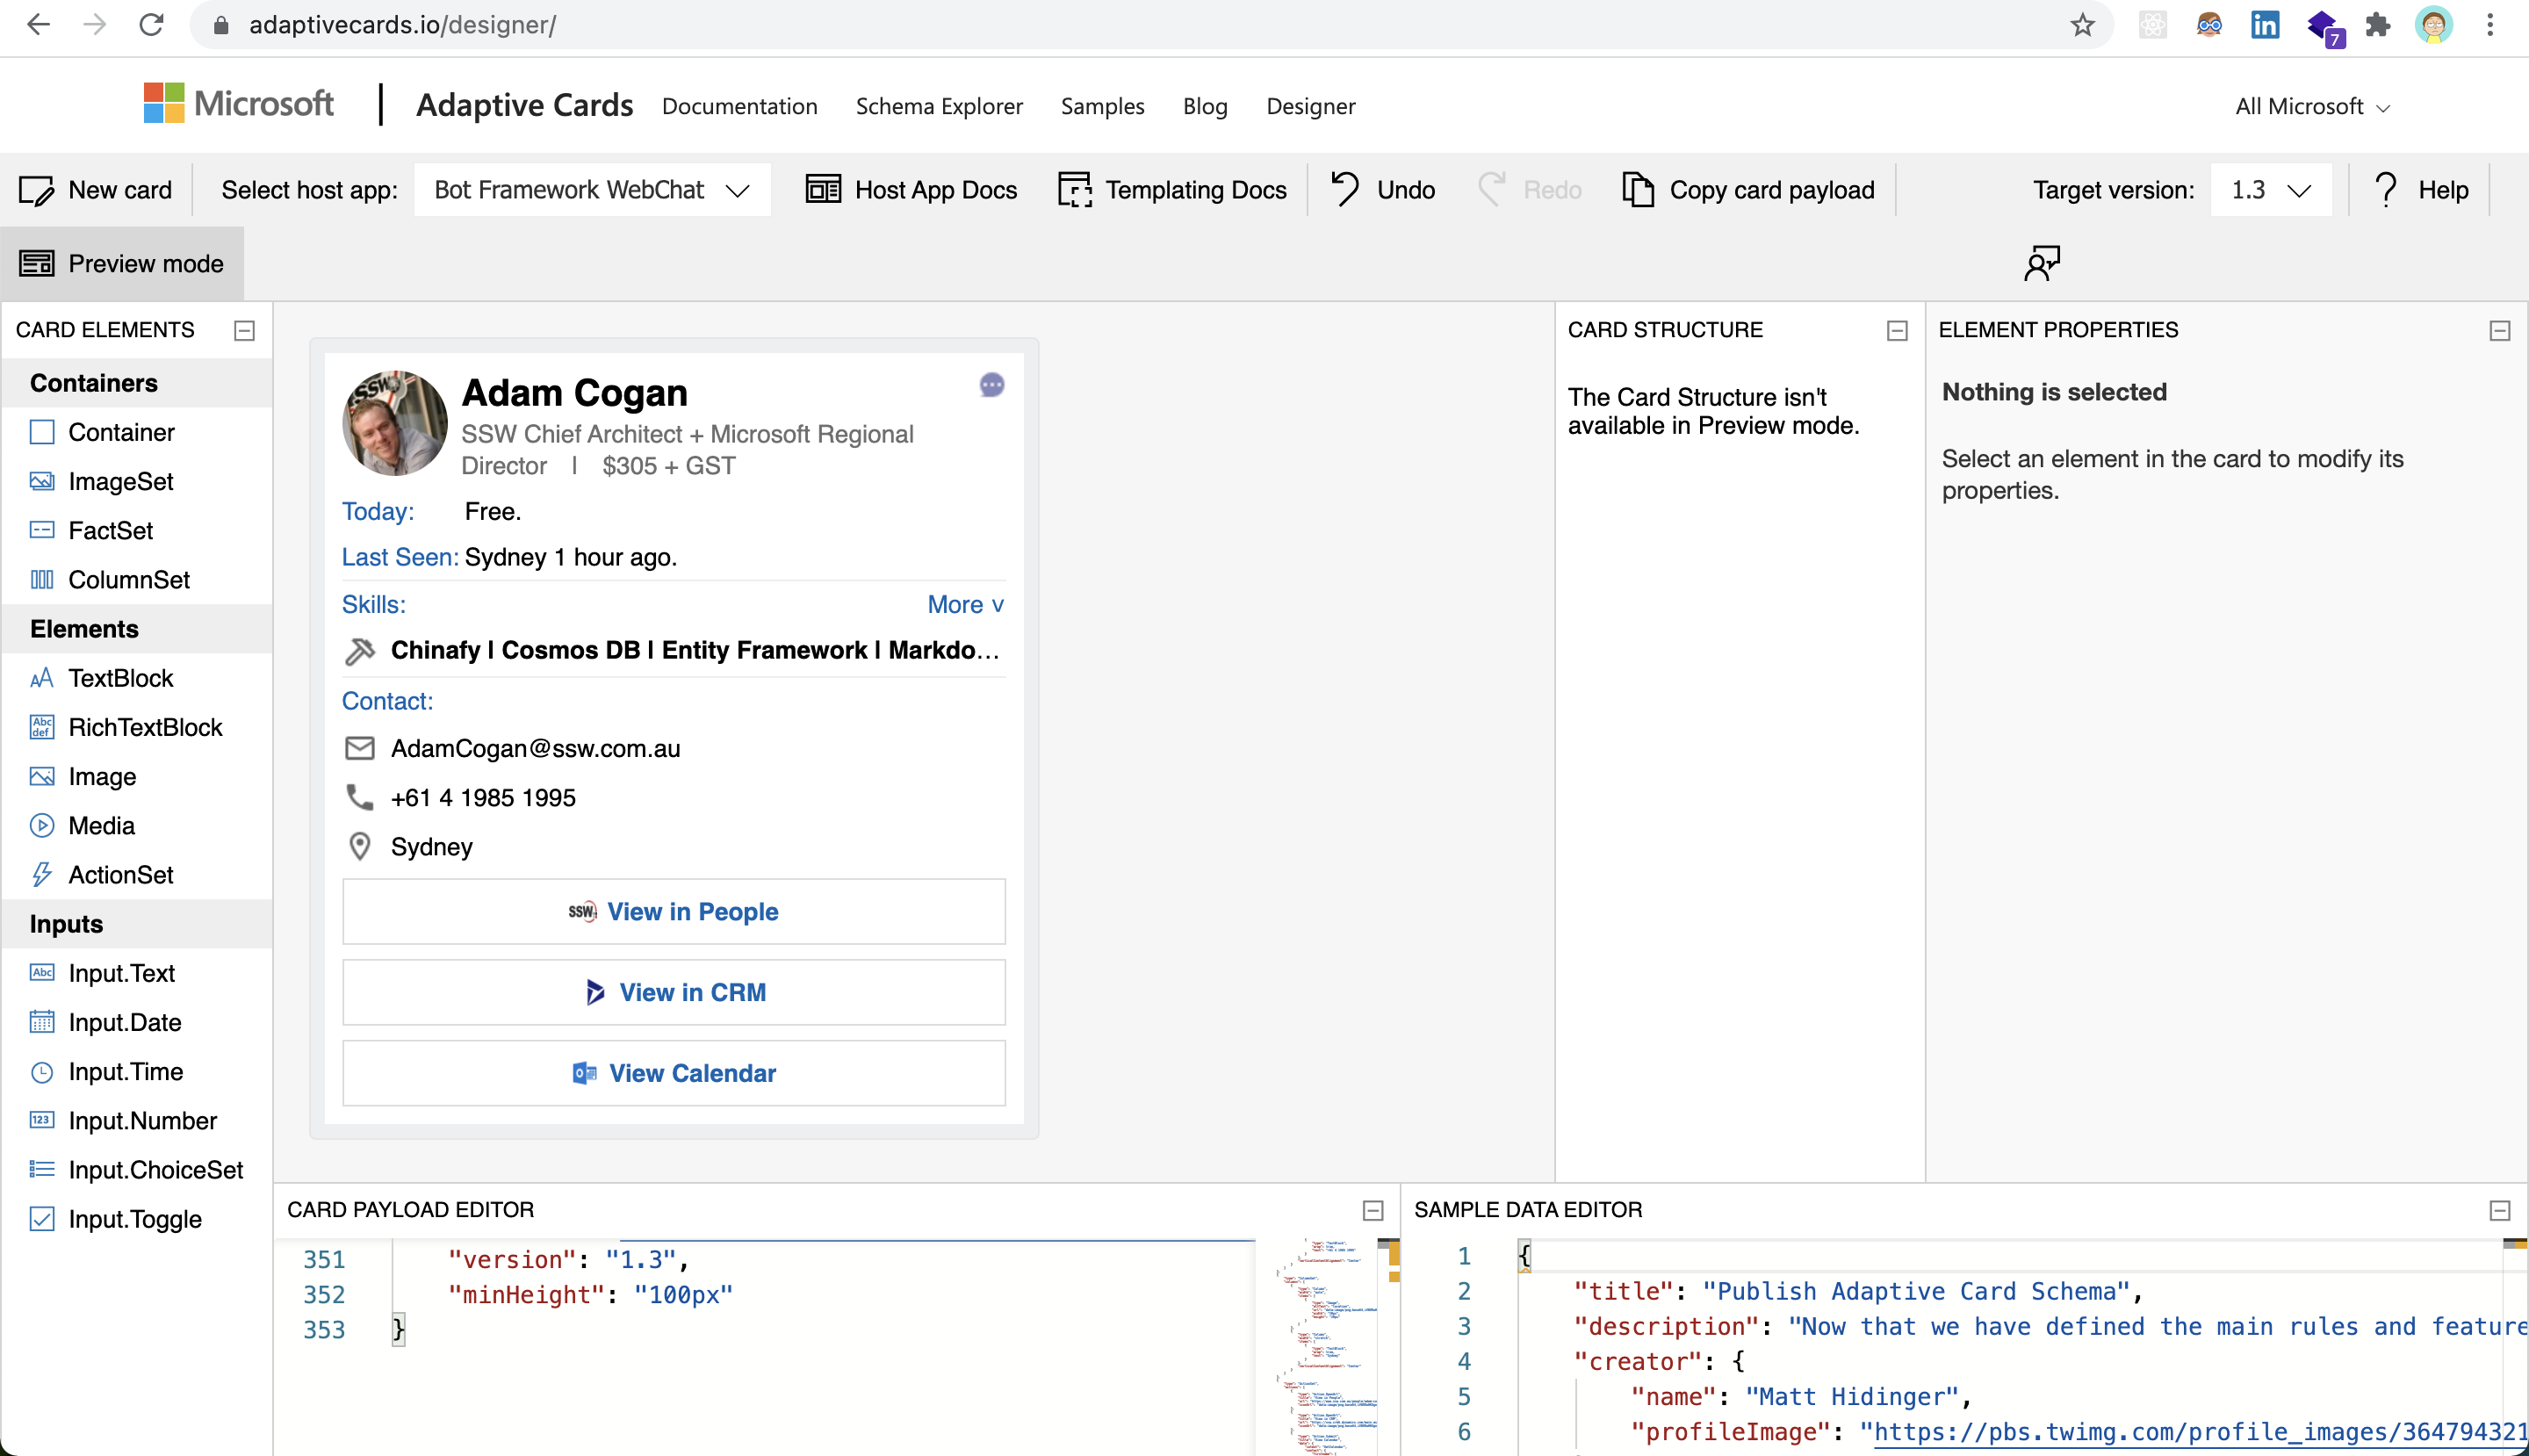 adaptivecards.io/designer/
7
Microsoft
Adaptive Cards
Documentation
Schema Explorer
Samples
Blog
Designer
All Microsoft
New card
Select host app:
Bot Framework WebChat
Host App Docs
Templating Docs
Undo
Redo
Copy card payload
Target version:
1.3
Help
Preview mode
CARD ELEMENTS
Containers
Container
ImageSet
FactSet
ColumnSet
Elements
TextBlock
RichTextBlock
Image
Media
ActionSet
Inputs
Input.Text
Input.Date
Input.Time
Input.Number
Input.ChoiceSet
Input.Toggle
SSW
Adam Cogan
SSW Chief Architect + Microsoft Regional
Director | $305 + GST
Today: Free.
Last Seen: Sydney 1 hour ago.
Skills: More v
Chinafy | Cosmos DB | Entity Framework | Markdo...
Contact:
AdamCogan@ssw.com.au
+61 4 1985 1995
Sydney
SSW View in People
View in CRM
View Calendar
CARD STRUCTURE
The Card Structure isn't
available in Preview mode.
ELEMENT PROPERTIES
Nothing is selected
Select an element in the card to modify its
properties.
CARD PAYLOAD EDITOR
351 "version": "1.3",
352 "minHeight": "100px"
353 }
SAMPLE DATA EDITOR
1 {
2 "title": "Publish Adaptive Card Schema",
3 "description": "Now that we have defined the main rules and feature
4 "creator": {
5 "name": "Matt Hidinger",
6 "profileImage": "https://pbs.twimg.com/profile_images/364794321